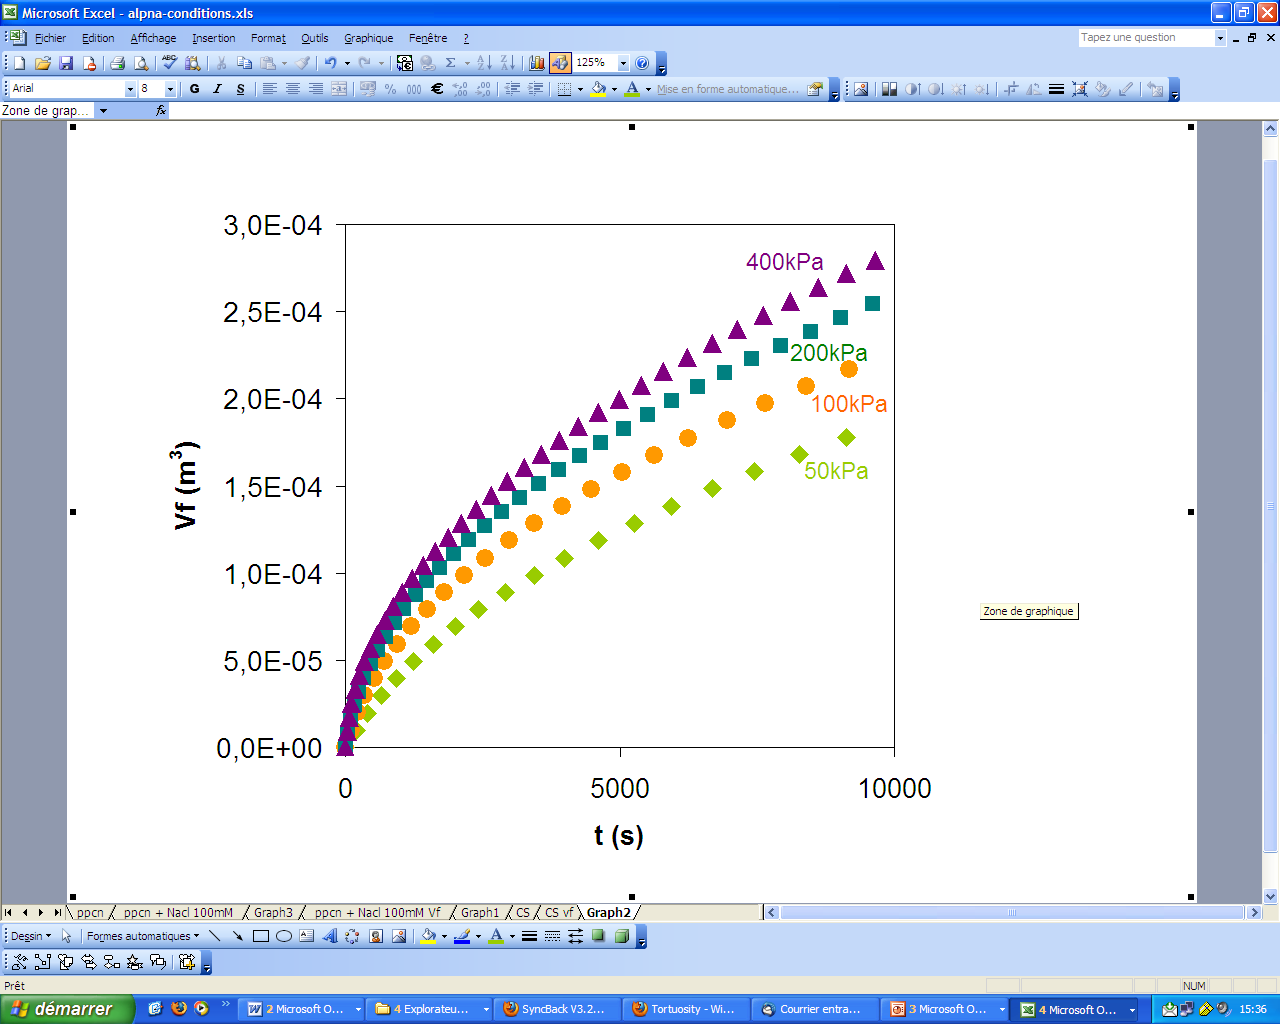 Microsoft Excel - alpna-conditions.xls
Fichier Edition Affichage Insertion Format Outils Graphique Fenêtre ? Tapez une question
125%
Arial 8 G I S % 000 € Mise en forme automatique...
Zone de grap... fx
3,0E-04
2,5E-04
2,0E-04
1,5E-04
1,0E-04
5,0E-05
0,0E+00
Vf (m³)
400kPa
200kPa
100kPa
50kPa
Zone de graphique
0 5000 10000
t (s)
ppcn ppcn + Nacl 100mM Graph3 ppcn + Nacl 100mM Vf Graph1 CS CS vf Graph2
Dessin Formes automatiques
Prêt NUM
démarrer 2 Microsoft O... 4 Explorateu... SyncBack V3.2... Tortuosity - Wi... Courrier entra... 3 Microsoft O... 4 Microsoft O... 15:36